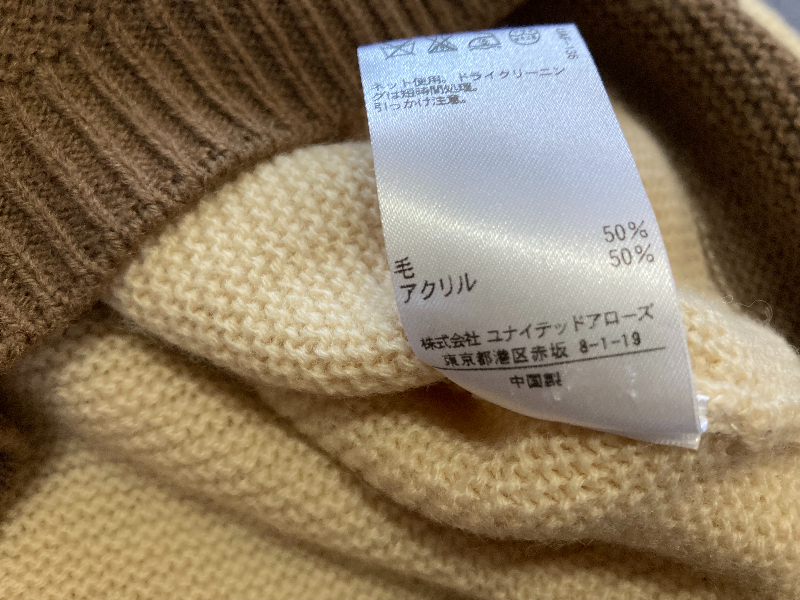 ネット使用。ドライクリーニン
グは短時間処理。
引っかけ注意。
毛 50%
アクリル 50%
株式会社 ユナイテッドアローズ
東京都港区赤坂 8-1-19
中国製